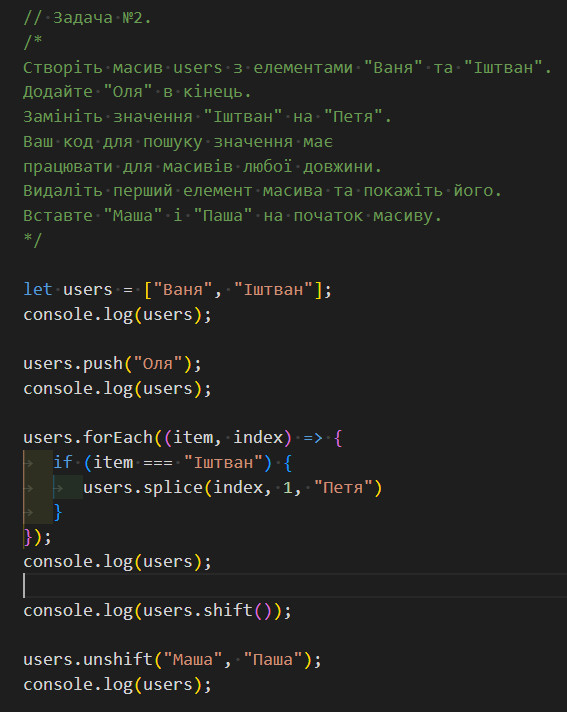 // Задача №2.
/*
Створіть масив users з елементами "Ваня" та "Іштван".
Додайте "Оля" в кінець.
Замініть значення "Іштван" на "Петя".
Ваш код для пошуку значення має
працювати для масивів любої довжини.
Видаліть перший елемент масива та покажіть його.
Вставте "Маша" і "Паша" на початок масиву.
*/
let users = ["Ваня", "Іштван"];
console.log(users);
users.push("Оля");
console.log(users);
users.forEach((item, index) => {
if (item === "Іштван") {
users.splice(index, 1, "Петя")
}
});
console.log(users);
console.log(users.shift());
users.unshift("Маша", "Паша");
console.log(users);